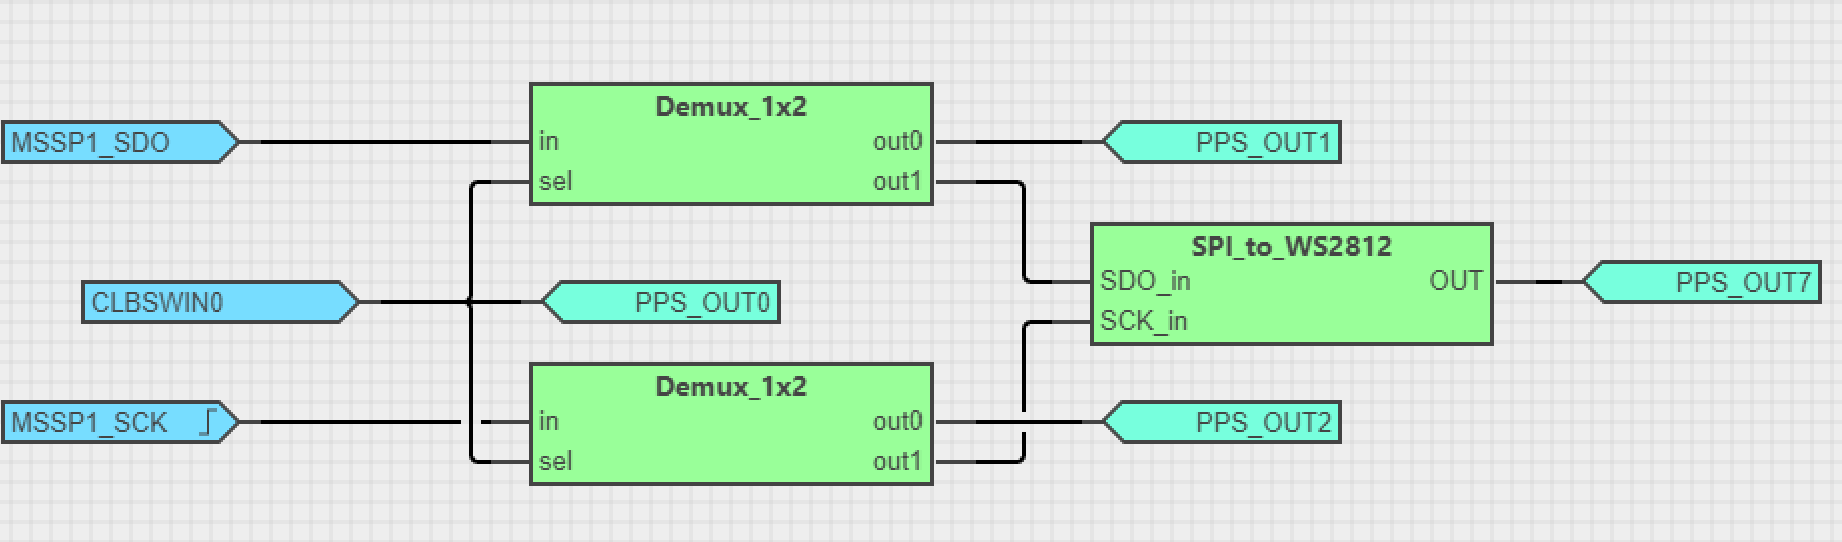 Demux_1x2
MSSP1_SDO
in
out0
PPS_OUT1
sel
out1
SPI_to_WS2812
SDO_in
OUT
PPS_OUT7
CLBSWIN0
PPS_OUT0
SCK_in
Demux_1x2
MSSP1_SCK
in
out0
PPS_OUT2
sel
out1